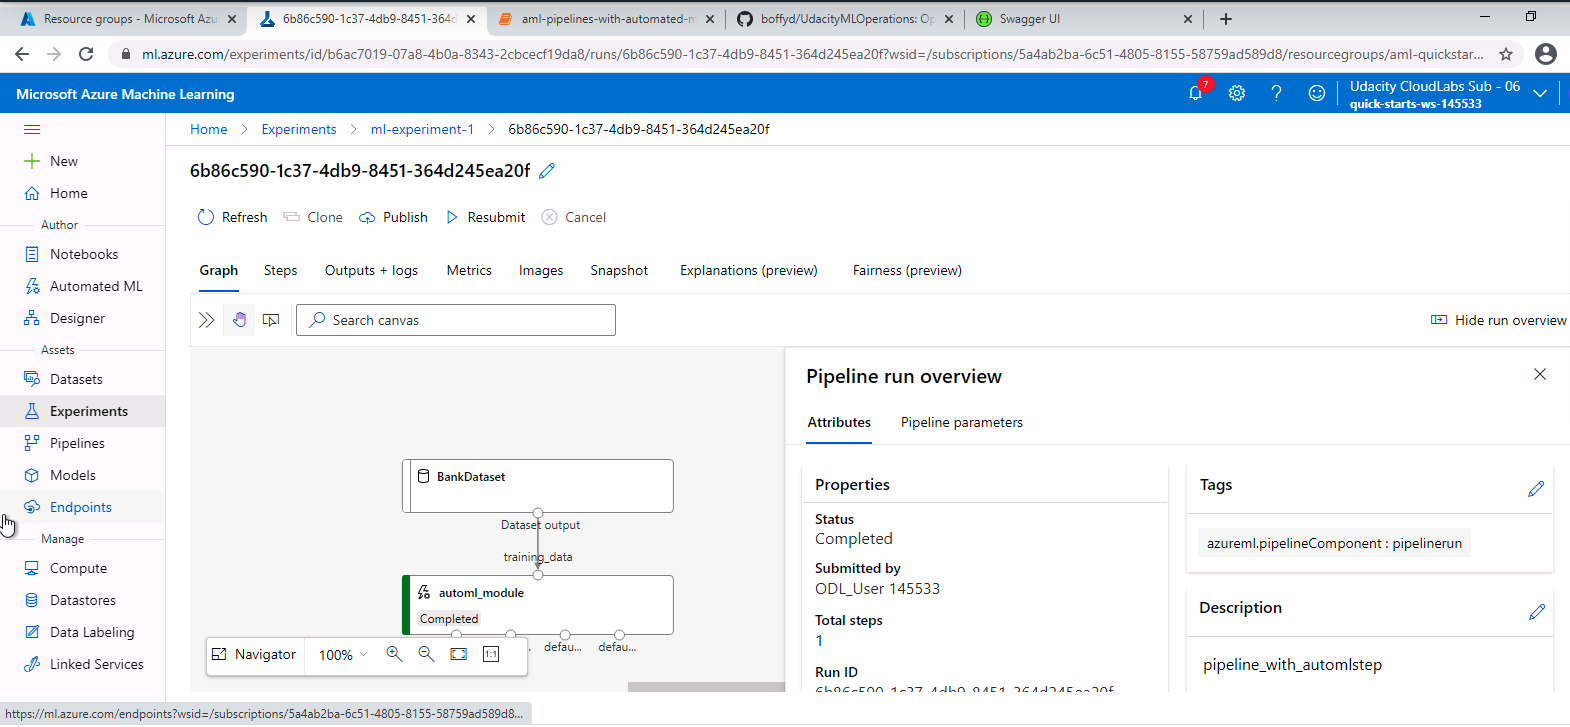 Resource groups - Microsoft Azu
6b86c590-1c37-4db9-8451-364d
aml-pipelines-with-automated-m
boffyd/UdacityMLOperations: Op
Swagger UI
ml.azure.com/experiments/id/b6ac7019-07a8-4b0a-8343-2cbcecf19da8/runs/6b86c590-1c37-4db9-8451-364d245ea20f?wsid=/subscriptions/5a4ab2ba-6c51-4805-8155-58759ad589d8/resourcegroups/aml-quickstar...
Microsoft Azure Machine Learning
7
Udacity CloudLabs Sub - 06
quick-starts-ws-145533
New
Home
Author
Notebooks
Automated ML
Designer
Assets
Datasets
Experiments
Pipelines
Models
Endpoints
Manage
Compute
Datastores
Data Labeling
Linked Services
Home > Experiments > ml-experiment-1 > 6b86c590-1c37-4db9-8451-364d245ea20f
6b86c590-1c37-4db9-8451-364d245ea20f
Refresh Clone Publish Resubmit Cancel
Graph Steps Outputs + logs Metrics Images Snapshot Explanations (preview) Fairness (preview)
Search canvas
Hide run overview
BankDataset
Dataset output
training_data
automl_module
Completed
defau...
defau...
Navigator
100%
1:1
Pipeline run overview
Attributes Pipeline parameters
Properties
Status
Completed
Submitted by
ODL_User 145533
Total steps
1
Run ID
6b86c590-1c37-4db9-8451-364d245ea20f
Tags
azureml.pipelineComponent : pipelinerun
Description
pipeline_with_automlstep
https://ml.azure.com/endpoints?wsid=/subscriptions/5a4ab2ba-6c51-4805-8155-58759ad589d8...